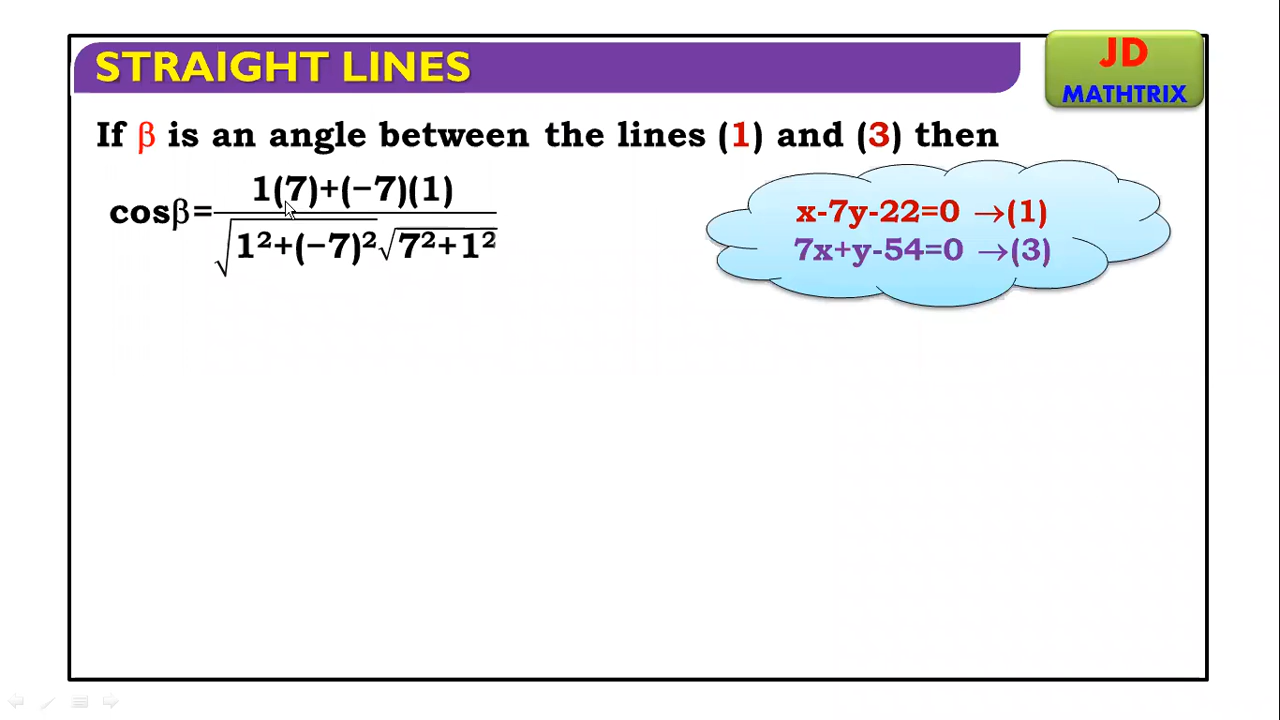 STRAIGHT LINES
JD
MATHTRIX
If β is an angle between the lines (1) and (3) then
cosβ=
1(7)+(−7)(1)
√1²+(−7)²√7²+1²
x-7y-22=0 →(1)
7x+y-54=0 →(3)